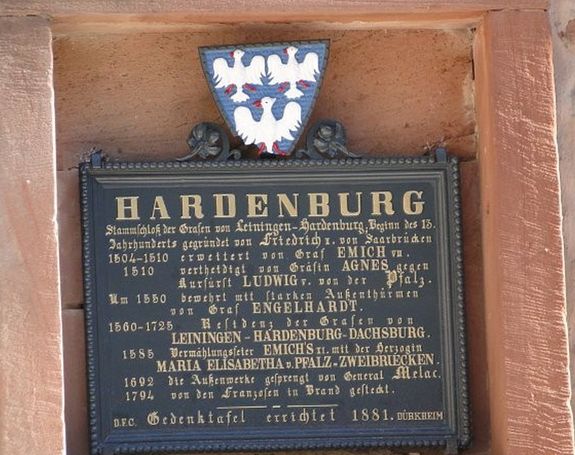 HARDENBURG
Stammschloß der Grafen von Leiningen-Hardenburg, Beginn des 13.
Jahrhunderts gegründet von Friedrich I. von Saarbrücken
1504-1510 erweitert von Graf EMICH VII.
1510 vertheidigt von Gräfin AGNES gegen
Kurfürst LUDWIG V. von der Pfalz.
Um 1550 bewehrt mit starken Außenthürmen
von Graf ENGELHARDT.
1560-1725 Residenz der Grafen von
LEININGEN-HARDENBURG-DACHSBURG.
1585 Vermählungsfeier EMICH'S XI. mit der Herzogin
MARIA ELISABETHA v. PFALZ-ZWEIBRÜCKEN.
1692 die Außenwerke gesprengt von General Melac.
1794 von den Franzosen in Brand gesteckt.
D.F.C. Gedenktafel errichtet 1881. DÜRKHEIM